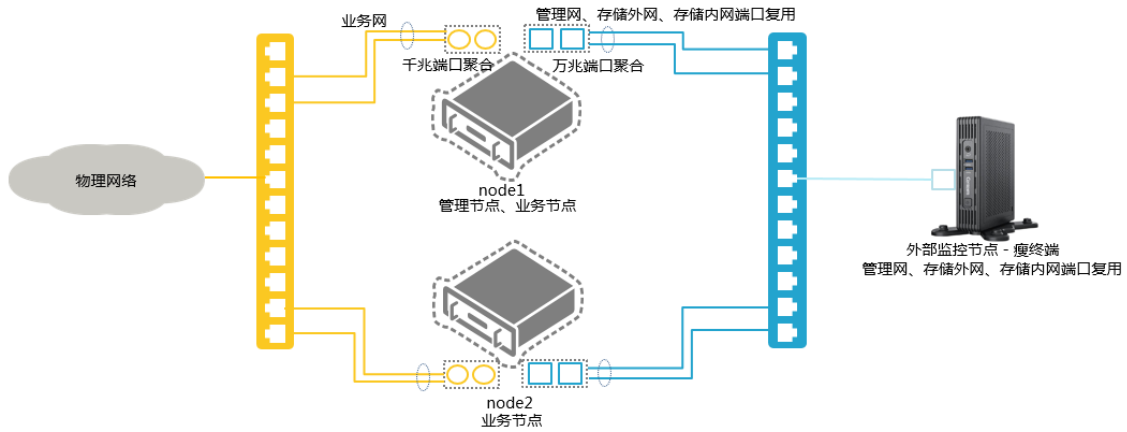 业务网
管理网、存储外网、存储内网端口复用
千兆端口聚合
万兆端口聚合
物理网络
node1
管理节点、业务节点
外部监控节点 - 瘦终端
管理网、存储外网、存储内网端口复用
node2
业务节点